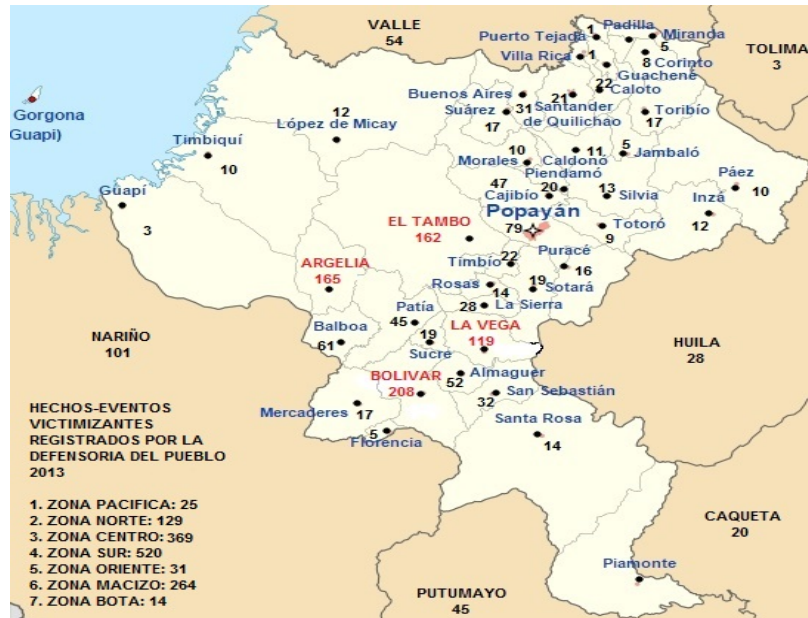 VALLE
54
TOLIMA
3
Puerto Tejada
1
Padilla
Miranda
5
Villa Rica
1
8
Corinto
Guachené
22
Caloto
Gorgona
(Guapi)
Buenos Aires
31
21
Santander
de Quilichao
Suárez
17
Toribío
17
12
López de Micay
Timbiquí
10
10
Morales
Caldonó
11
5
Jambaló
Piendamó
20
47
Cajibío
13
Silvia
Páez
10
Inzá
12
Guapí
3
Popayán
79
EL TAMBO
162
Totoró
9
Puracé
16
22
Timbío
ARGELIA
165
Rosas
14
19
Sotará
28
La Sierra
Patía
45
LA VEGA
119
NARIÑO
101
Balboa
61
19
Sucre
HUILA
28
BOLIVAR
208
52
Almaguer
32
San Sebastián
Mercaderes
17
Santa Rosa
14
5
Florencia
HECHOS-EVENTOS
VICTIMIZANTES
REGISTRADOS POR LA
DEFENSORIA DEL PUEBLO
2013
1. ZONA PACIFICA: 25
2. ZONA NORTE: 129
3. ZONA CENTRO: 369
4. ZONA SUR: 520
5. ZONA ORIENTE: 31
6. ZONA MACIZO: 264
7. ZONA BOTA: 14
CAQUETA
20
Piamonte
PUTUMAYO
45